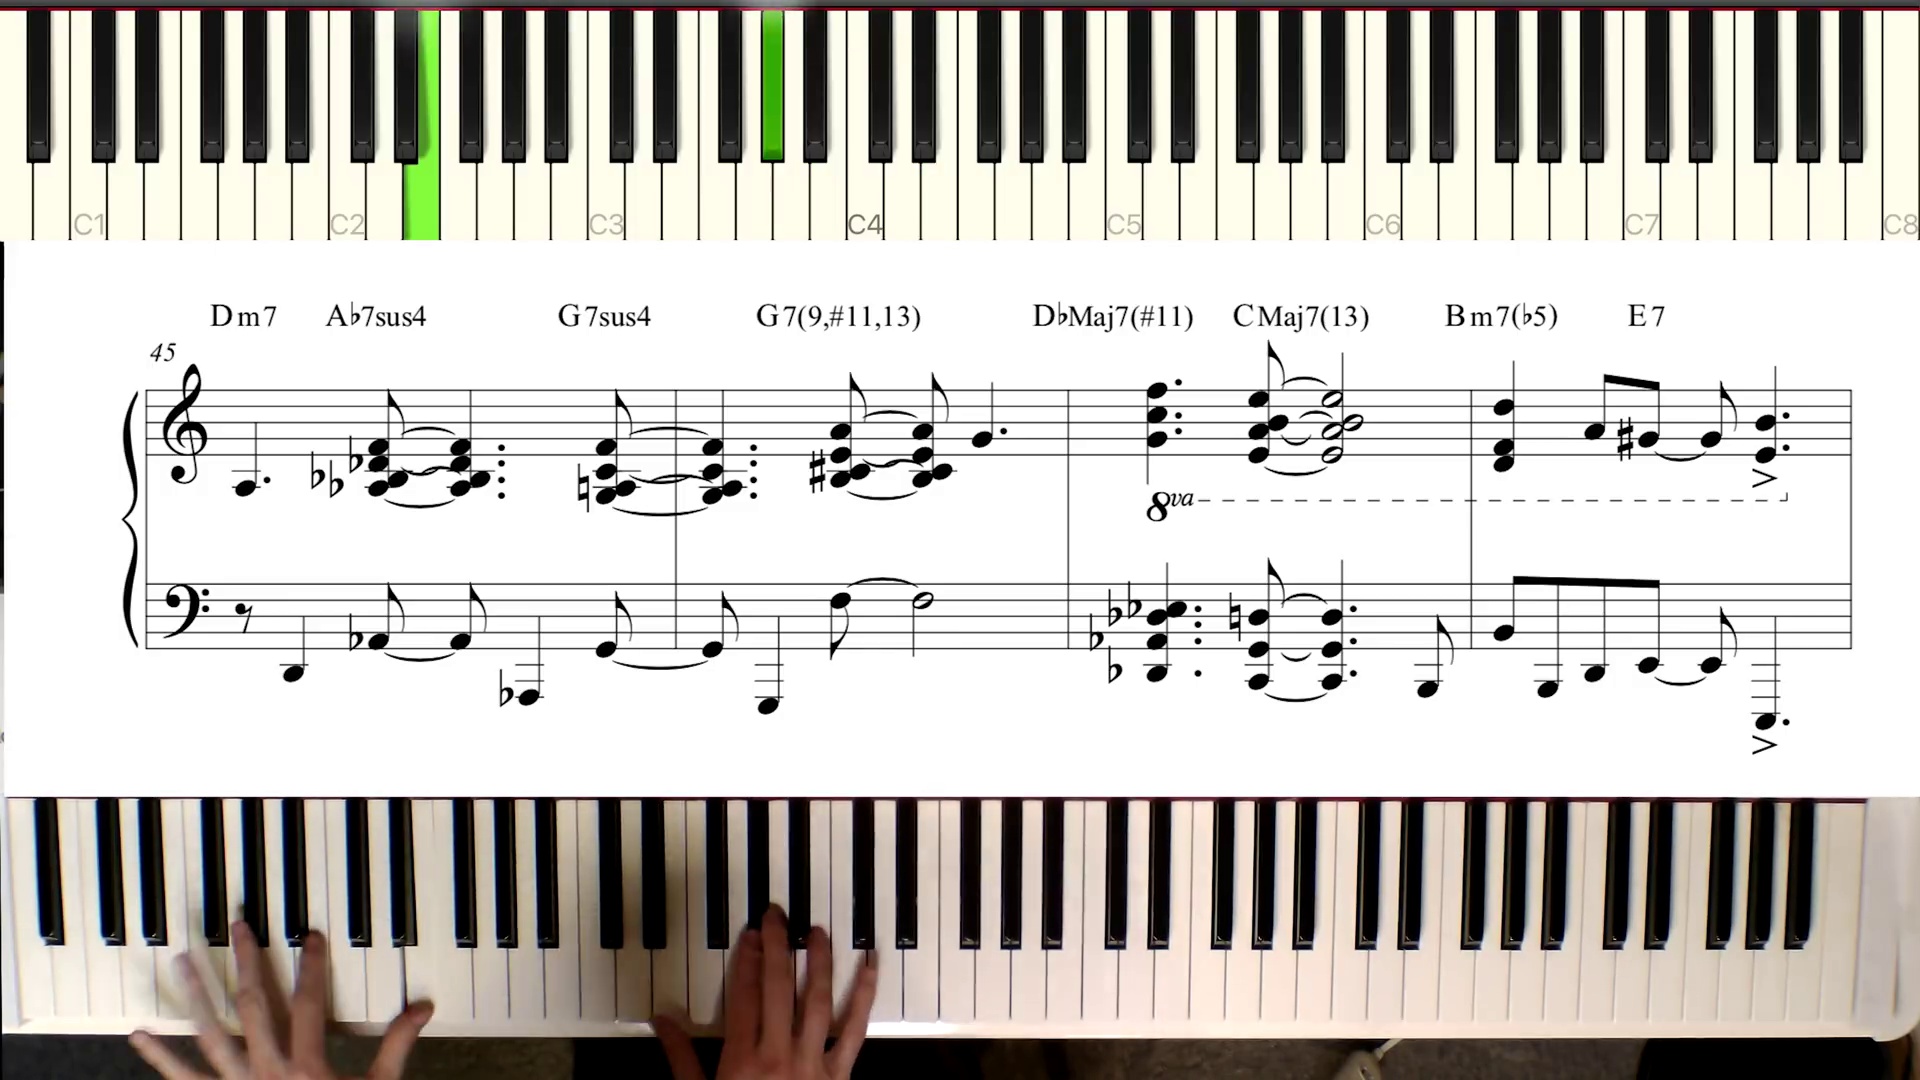 C1 C2 C3 C4 C5 C6 C7 C8
Dm7 A♭7sus4 G7sus4 G7(9,#11,13) D♭Maj7(#11) CMaj7(13) Bm7(♭5) E7
45
8va